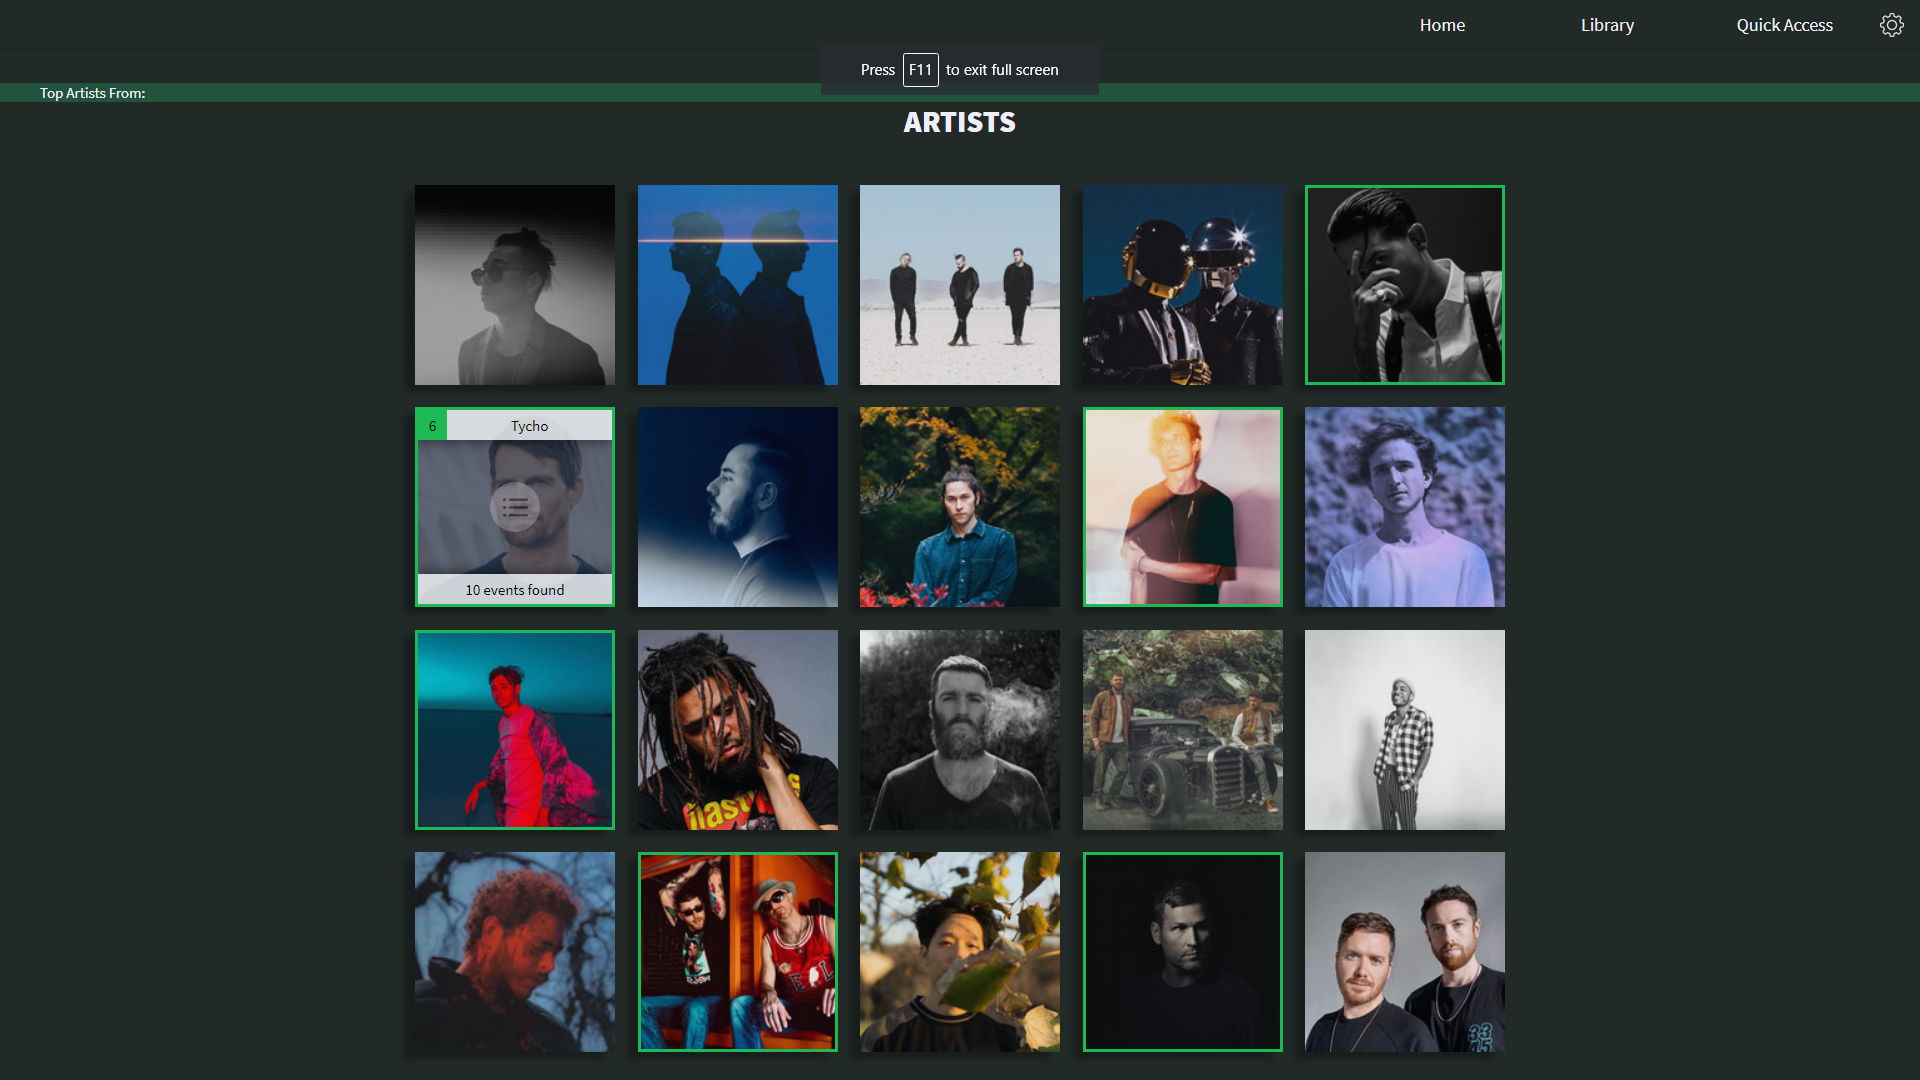 Home Library Quick Access
Press F11 to exit full screen
Top Artists From:
ARTISTS
6 Tycho
10 events found